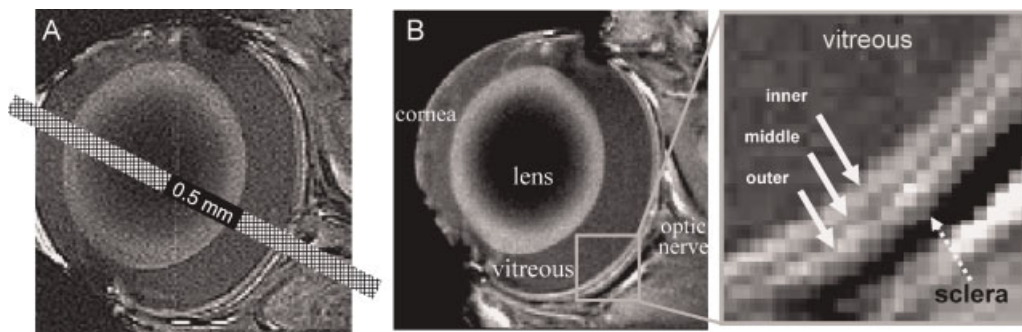 A
0.5 mm
B
cornea
lens
vitreous
optic
nerve
vitreous
inner
middle
outer
sclera